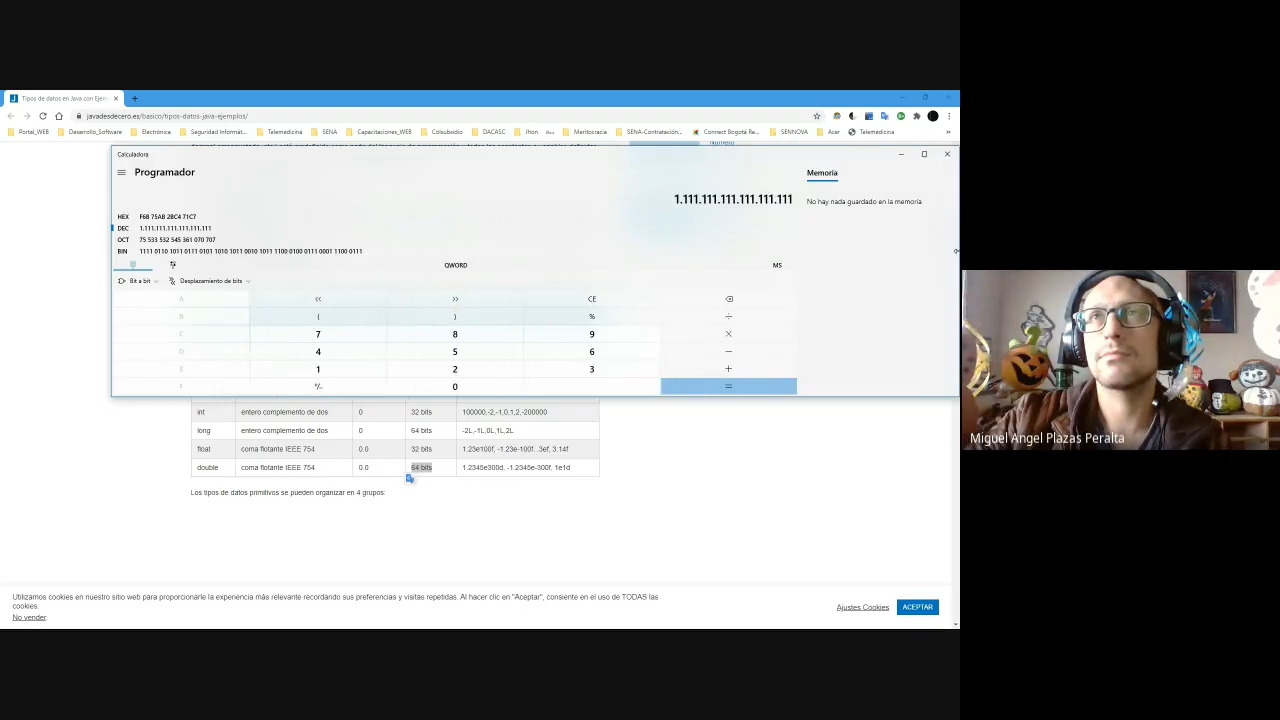 Tipos de datos en Java con Ejem
javadesdecero.es/basico/tipos-datos-java-ejemplos/
Portal_WEB Desarollo_Software Electrónica Seguridad Informát... Telemedicina SENA Capacitaciones_WEB Colsubsidio DACASC Jhon Meritocracia SENA-Contratación... Connect Bogotá Re... SENNOVA Acer Telemedicina »
Número
Calculadora
Programador
Memoria
1.111.111.111.111.111.111
No hay nada guardado en la memoria
HEX F6B 75AB 2BC4 71C7
DEC 1.111.111.111.111.111.111
OCT 75 533 532 545 361 070 707
BIN 1111 0110 1011 0111 0101 1010 1011 0010 1011 1100 0100 0111 0001 1100 0111
QWORD MS
Bit a bit Desplazamiento de bits
A << >> CE
B ( ) % ÷
C 7 8 9 ×
D 4 5 6 −
E 1 2 3 +
F +/− 0 =
int entero complemento de dos 0 32 bits 100000,-2,-1,0,1,2,-200000
long entero complemento de dos 0 64 bits -2L,-1L,0L,1L,2L
float coma flotante IEEE 754 0.0 32 bits 1.23e100f, -1.23e-100f, .3ef, 3.14f
double coma flotante IEEE 754 0.0 64 bits 1.2345e300d, -1.2345e-300f, 1e1d
Los tipos de datos primitivos se pueden organizar en 4 grupos:
Utilizamos cookies en nuestro sitio web para proporcionarle la experiencia más relevante recordando sus preferencias y visitas repetidas. Al hacer clic en "Aceptar", consiente en el uso de TODAS las
cookies.
No vender
Ajustes Cookies ACEPTAR
Miguel Angel Plazas Peralta